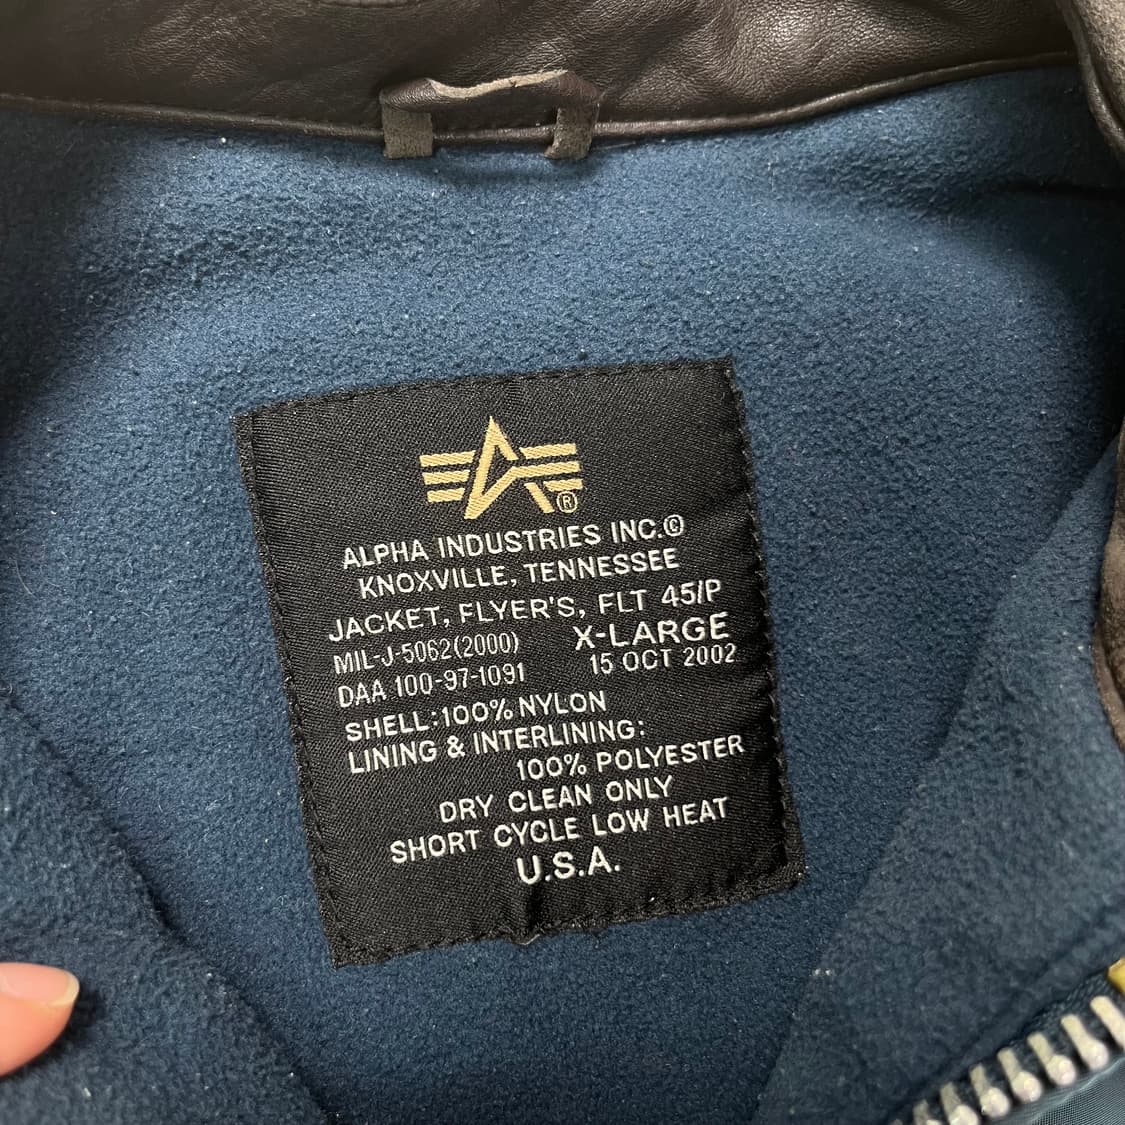 ®
ALPHA INDUSTRIES INC.©
KNOXVILLE, TENNESSEE
JACKET, FLYER'S, FLT 45/P
MIL-J-5062(2000) X-LARGE
DAA 100-97-1091 15 OCT 2002
SHELL:100% NYLON
LINING & INTERLINING:
100% POLYESTER
DRY CLEAN ONLY
SHORT CYCLE LOW HEAT
U.S.A.